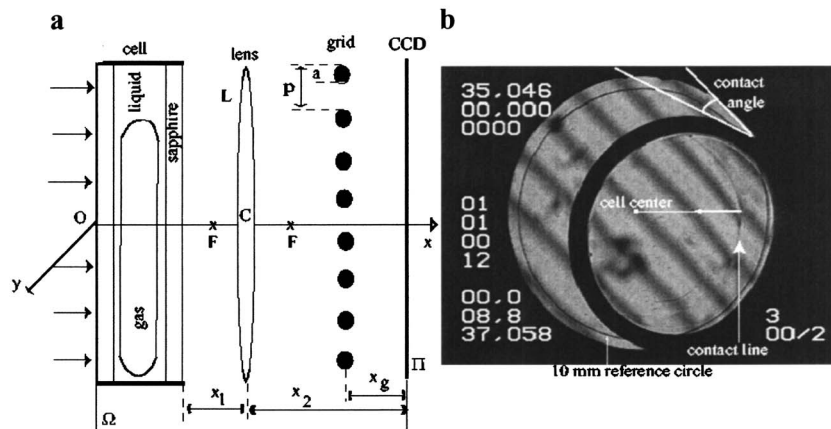 a
cell
liquid
gas
sapphire
O
y
Ω
lens
L
C
F
F
grid
a
p
CCD
x
Π
x1
x2
xg
b
35,046
00,000
0000
01
01
00
12
00.0
08.8
37,058
contact
angle
cell center
3
00/2
contact line
10 mm reference circle